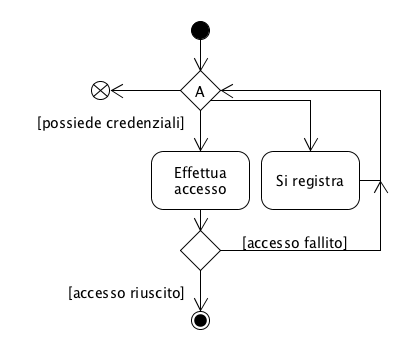 A
[possiede credenziali]
Effettua
accesso
Si registra
[accesso fallito]
[accesso riuscito]